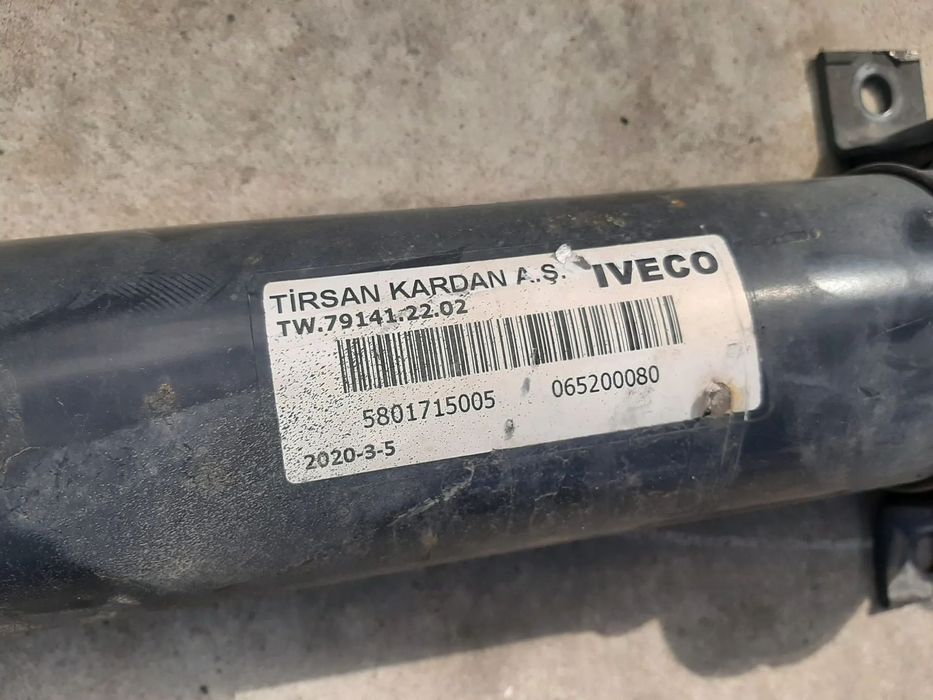 TİRSAN KARDAN A.Ş. IVECO
TW.79141.22.02
5801715005 065200080
2020-3-5